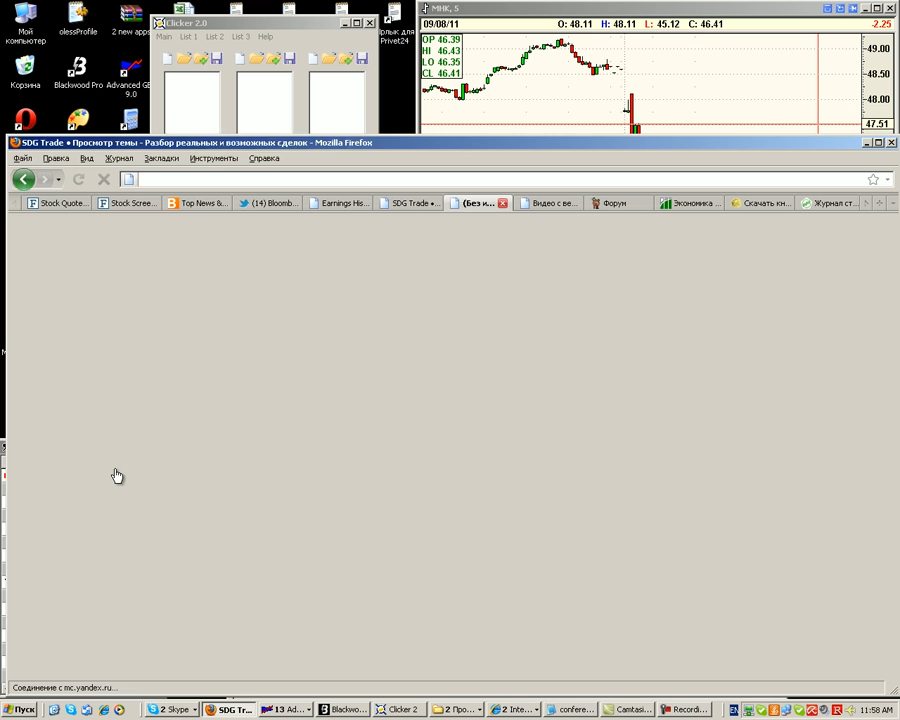 Мой компьютер
olessProfile
2 new apps
Privet24
Корзина
Blackwood Pro
Advanced GET 9.0
Clicker 2.0
Main List 1 List 2 List 3 Help
MHK, 5
09/08/11 O: 48.11 H: 48.11 L: 45.12 C: 46.41 -2.25
OP 46.39
HI 46.43
LO 46.35
CL 46.41
49.00
48.50
48.00
47.51
SDG Trade • Просмотр темы - Разбор реальных и возможных сделок - Mozilla Firefox
Файл Правка Вид Журнал Закладки Инструменты Справка
Stock Quote... Stock Scree... Top News &... (14) Bloomb... Earnings His... SDG Trade •... (Без и... Видео с ве... Форум Экономика ... Скачать кн... Журнал ст...
Соединение с mc.yandex.ru...
Пуск 2 Skype SDG Tr... 13 Ad... Blackwo... Clicker 2 2 Про... 2 Inte... confere... Camtasi... Recordi... EN 11:58 AM